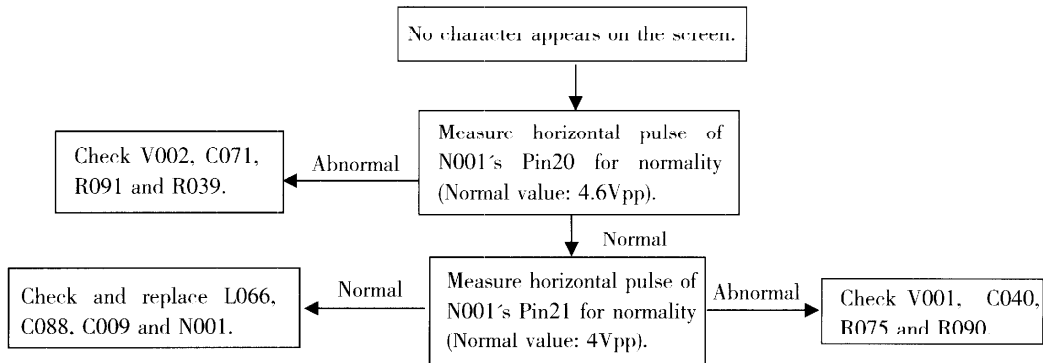 No character appears on the screen.
Measure horizontal pulse of
N001´s Pin20 for normality
(Normal value: 4.6Vpp).
Abnormal
Check V002, C071,
R091 and R039.
Normal
Measure horizontal pulse of
N001´s Pin21 for normality
(Normal value: 4Vpp).
Normal
Check and replace L066,
C088, C009 and N001.
Abnormal
Check V001, C040,
R075 and R090.